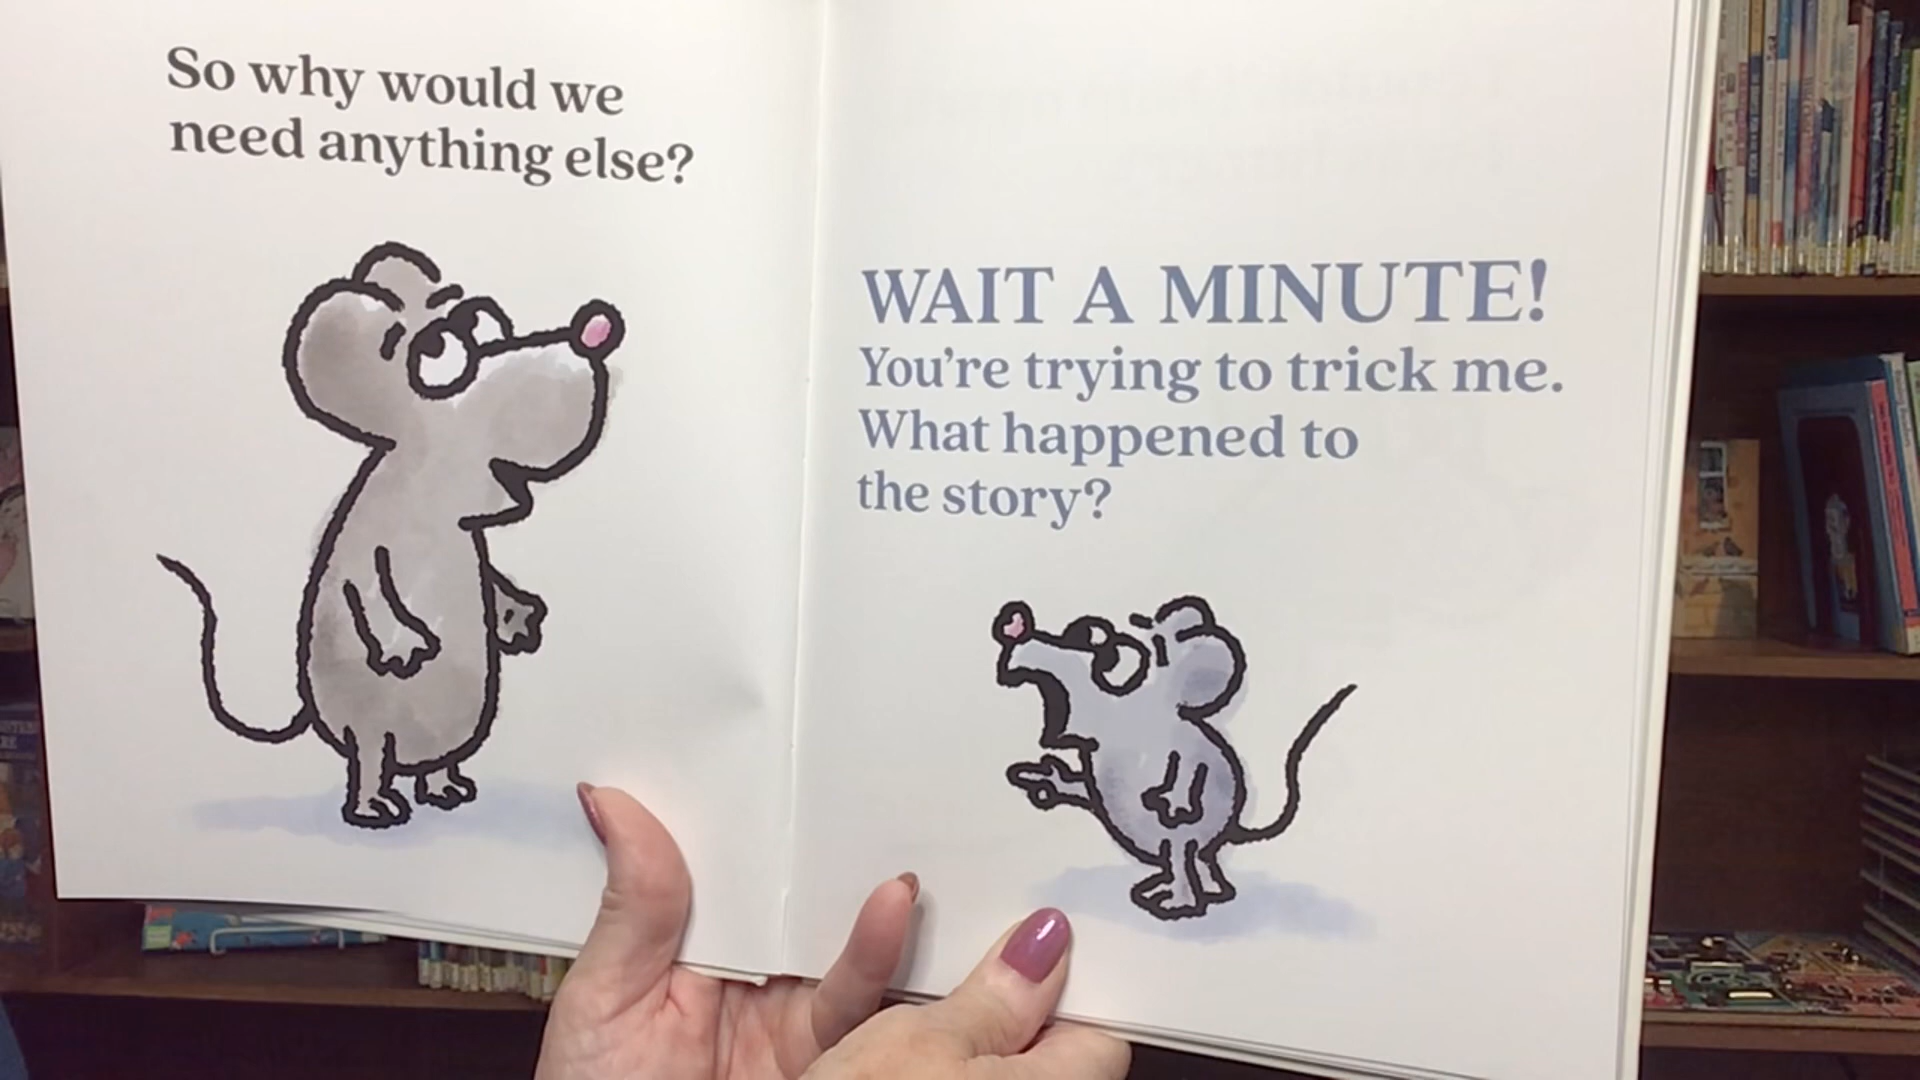 So why would we
need anything else?
WAIT A MINUTE!
You're trying to trick me.
What happened to
the story?